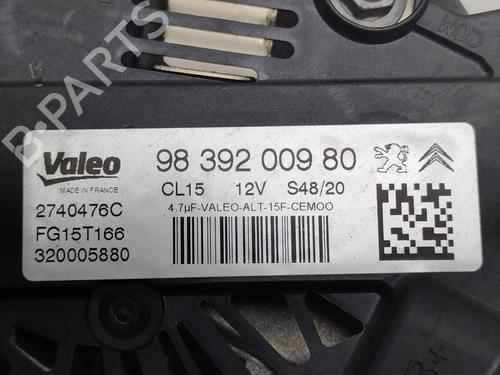 B-PARTS
COM
Valeo
MADE IN FRANCE
98 392 009 80
CL15 12V S48/20
4.7µF-VALEO-ALT-15F-CEMOO
2740476C
FG15T166
320005880
B+